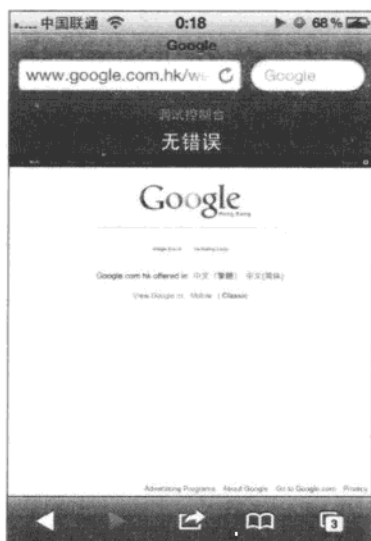 中国联通 0:18 68%
Google
www.google.com.hk/we Google
调试控制台
无错误
Google
Hong Kong
Google.com.hk offered in: 中文（繁體） 中文(简体)
View Google in: Mobile | Classic
Advertising Programs About Google Go to Google.com Privacy
3